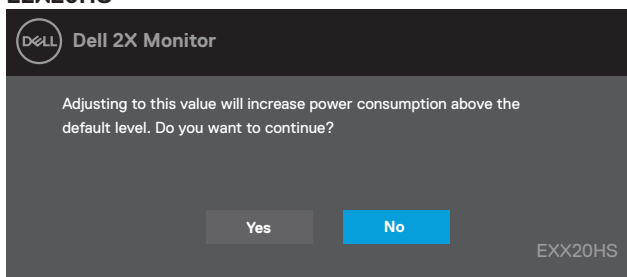 DELL Dell 2X Monitor
Adjusting to this value will increase power consumption above the
default level. Do you want to continue?
Yes No
EXX20HS